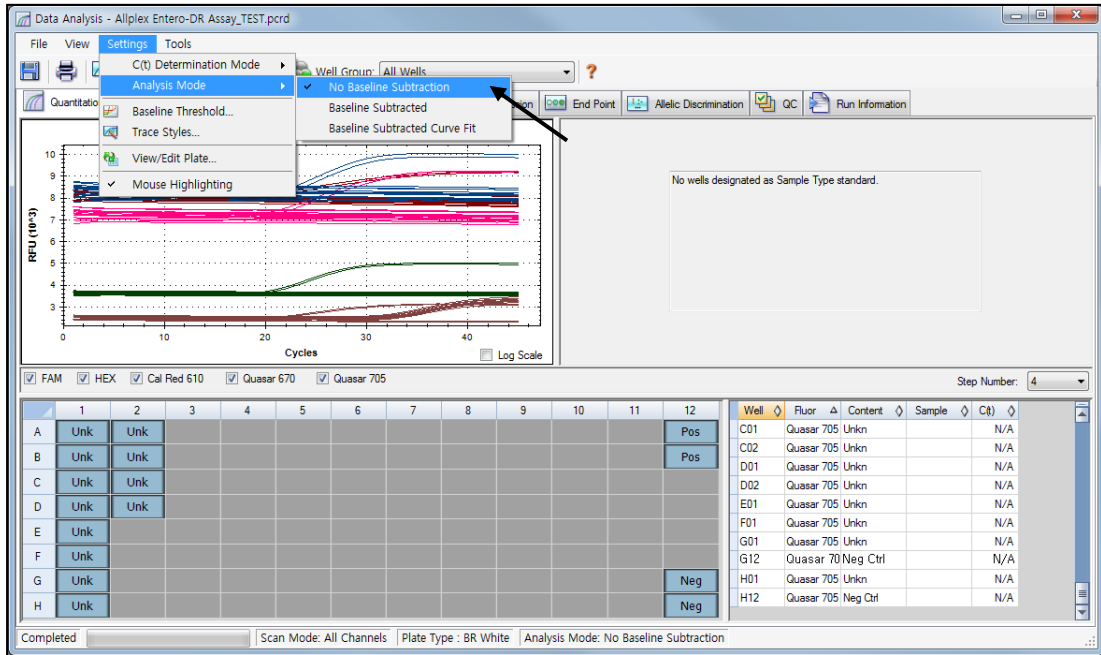 Data Analysis - Allplex Entero-DR Assay_TEST.pcrd
File View Settings Tools
C(t) Determination Mode
Well Group: All Wells
Analysis Mode
No Baseline Subtraction
Baseline Subtracted
Baseline Subtracted Curve Fit
Baseline Threshold...
Trace Styles...
View/Edit Plate...
Mouse Highlighting
End Point Allelic Discrimination QC Run Information
No wells designated as Sample Type standard.
RFU (10^3)
10
9
8
7
6
5
4
3
0 10 20 30 40
Cycles
Log Scale
FAM HEX Cal Red 610 Quasar 670 Quasar 705
Step Number: 4
1 2 3 4 5 6 7 8 9 10 11 12
A Unk Unk Pos
B Unk Unk Pos
C Unk Unk
D Unk Unk
E Unk
F Unk
G Unk Neg
H Unk Neg
Well Fluor Content Sample C(t)
C01 Quasar 705 Unkn N/A
C02 Quasar 705 Unkn N/A
D01 Quasar 705 Unkn N/A
D02 Quasar 705 Unkn N/A
E01 Quasar 705 Unkn N/A
F01 Quasar 705 Unkn N/A
G01 Quasar 705 Unkn N/A
G12 Quasar 70 Neg Ctrl N/A
H01 Quasar 705 Unkn N/A
H12 Quasar 705 Neg Ctrl N/A
Completed Scan Mode: All Channels Plate Type : BR White Analysis Mode: No Baseline Subtraction